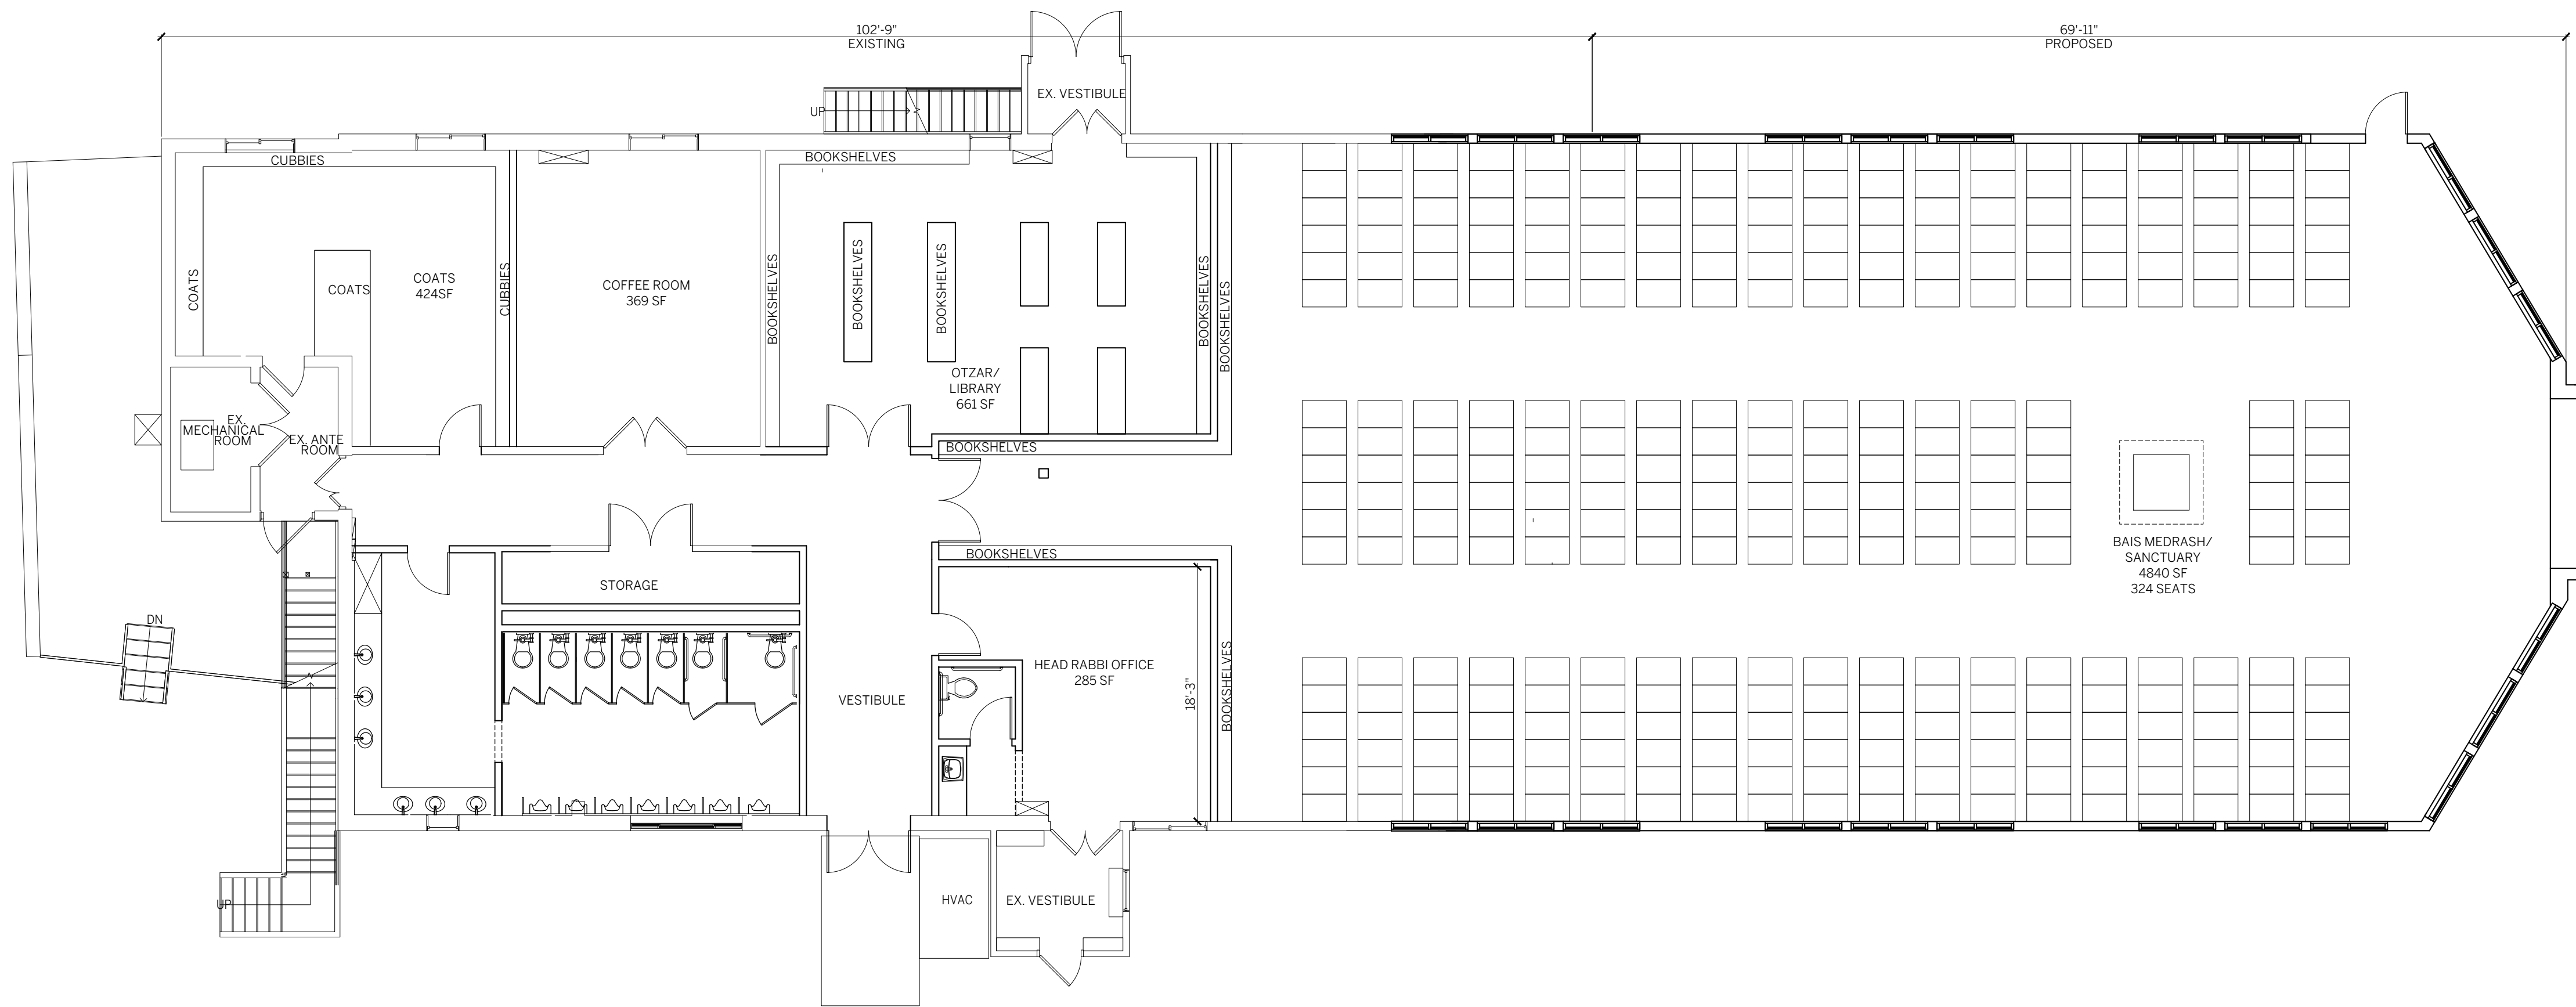 102'-9"
EXISTING
69'-11"
PROPOSED
EX. VESTIBULE
UP
CUBBIES
BOOKSHELVES
COATS
COATS
COATS
424SF
CUBBIES
COFFEE ROOM
369 SF
BOOKSHELVES
BOOKSHELVES
BOOKSHELVES
BOOKSHELVES
BOOKSHELVES
OTZAR/
LIBRARY
661 SF
EX.
MECHANICAL
ROOM
EX. ANTE
ROOM
BOOKSHELVES
BOOKSHELVES
STORAGE
BAIS MEDRASH/
SANCTUARY
4840 SF
324 SEATS
DN
HEAD RABBI OFFICE
285 SF
18'-3"
BOOKSHELVES
VESTIBULE
UP
HVAC
EX. VESTIBULE